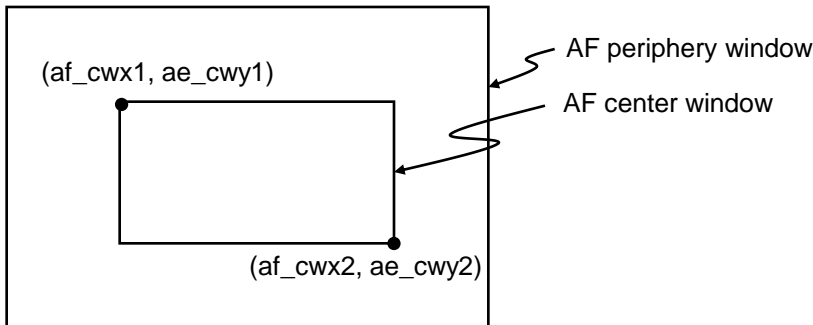 AF periphery window
(af_cwx1, ae_cwy1)
AF center window
(af_cwx2, ae_cwy2)